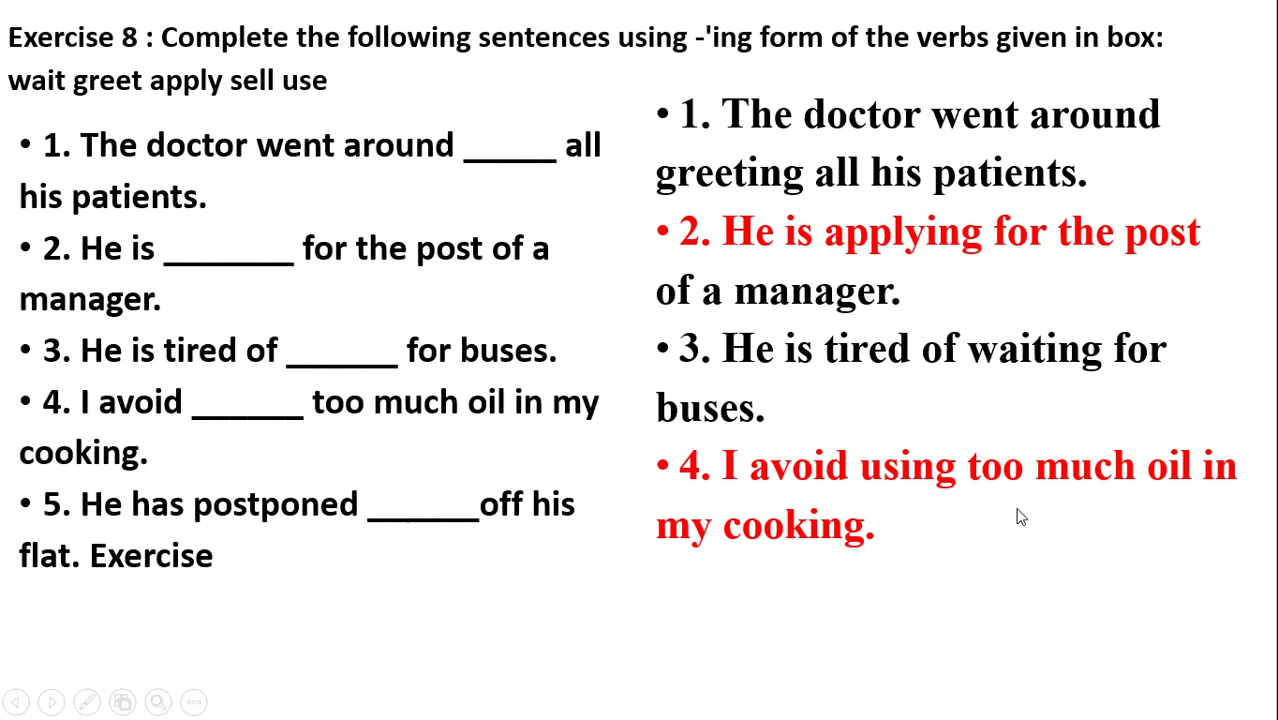 Exercise 8 : Complete the following sentences using -'ing form of the verbs given in box:
wait greet apply sell use
• 1. The doctor went around _____ all
his patients.
• 2. He is _______ for the post of a
manager.
• 3. He is tired of ______ for buses.
• 4. I avoid ______ too much oil in my
cooking.
• 5. He has postponed ______off his
flat. Exercise
• 1. The doctor went around
greeting all his patients.
• 2. He is applying for the post
of a manager.
• 3. He is tired of waiting for
buses.
• 4. I avoid using too much oil in
my cooking.